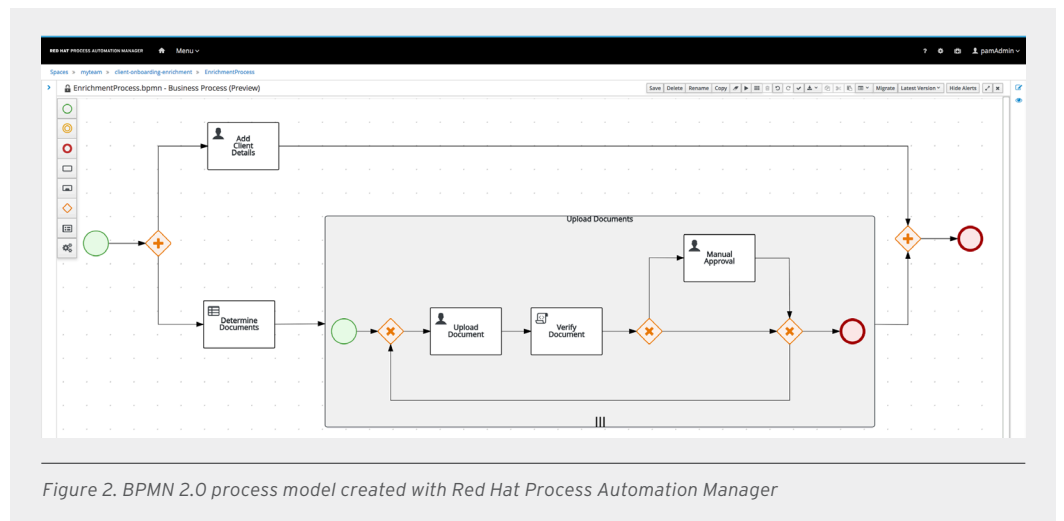 RED HAT PROCESS AUTOMATION MANAGER Menu ? pamAdmin
Spaces » myteam » client-onboarding-enrichment » EnrichmentProcess
EnrichmentProcess.bpmn - Business Process (Preview) Save Delete Rename Copy Migrate Latest Version Hide Alerts
Add
Client
Details
Upload Documents
Manual
Approval
Determine
Documents
Upload
Document
Verify
Document
Figure 2. BPMN 2.0 process model created with Red Hat Process Automation Manager